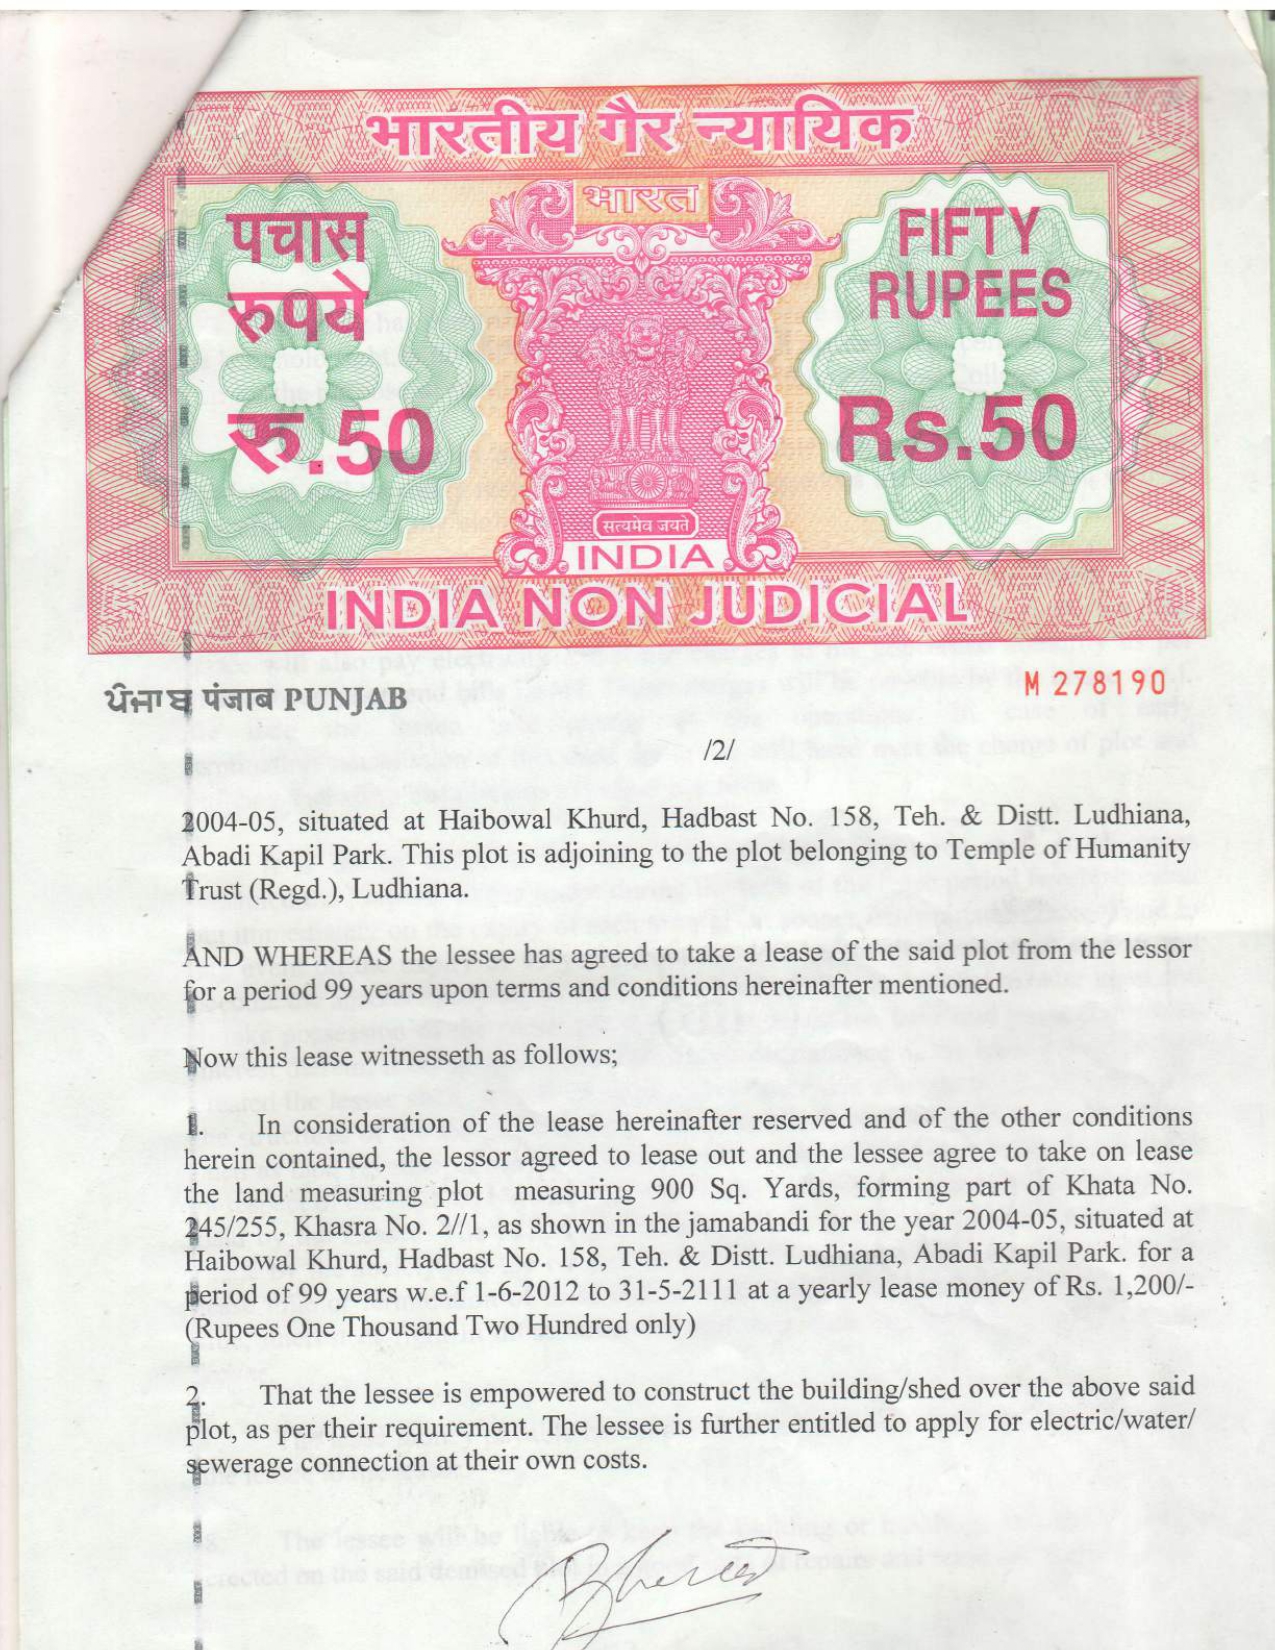 भारतीय गैर न्यायिक
भारत
पचास
रुपये
रु.50
FIFTY
RUPEES
Rs.50
सत्यमेव जयते
INDIA
INDIA NON JUDICIAL
ਪੰਜਾਬ पंजाब PUNJAB
M 278190
/2/
2004-05, situated at Haibowal Khurd, Hadbast No. 158, Teh. & Distt. Ludhiana,
Abadi Kapil Park. This plot is adjoining to the plot belonging to Temple of Humanity
Trust (Regd.), Ludhiana.
AND WHEREAS the lessee has agreed to take a lease of the said plot from the lessor
for a period 99 years upon terms and conditions hereinafter mentioned.
Now this lease witnesseth as follows;
1. In consideration of the lease hereinafter reserved and of the other conditions
herein contained, the lessor agreed to lease out and the lessee agree to take on lease
the land measuring plot measuring 900 Sq. Yards, forming part of Khata No.
245/255, Khasra No. 2//1, as shown in the jamabandi for the year 2004-05, situated at
Haibowal Khurd, Hadbast No. 158, Teh. & Distt. Ludhiana, Abadi Kapil Park. for a
period of 99 years w.e.f 1-6-2012 to 31-5-2111 at a yearly lease money of Rs. 1,200/-
(Rupees One Thousand Two Hundred only)
2. That the lessee is empowered to construct the building/shed over the above said
plot, as per their requirement. The lessee is further entitled to apply for electric/water/
sewerage connection at their own costs.